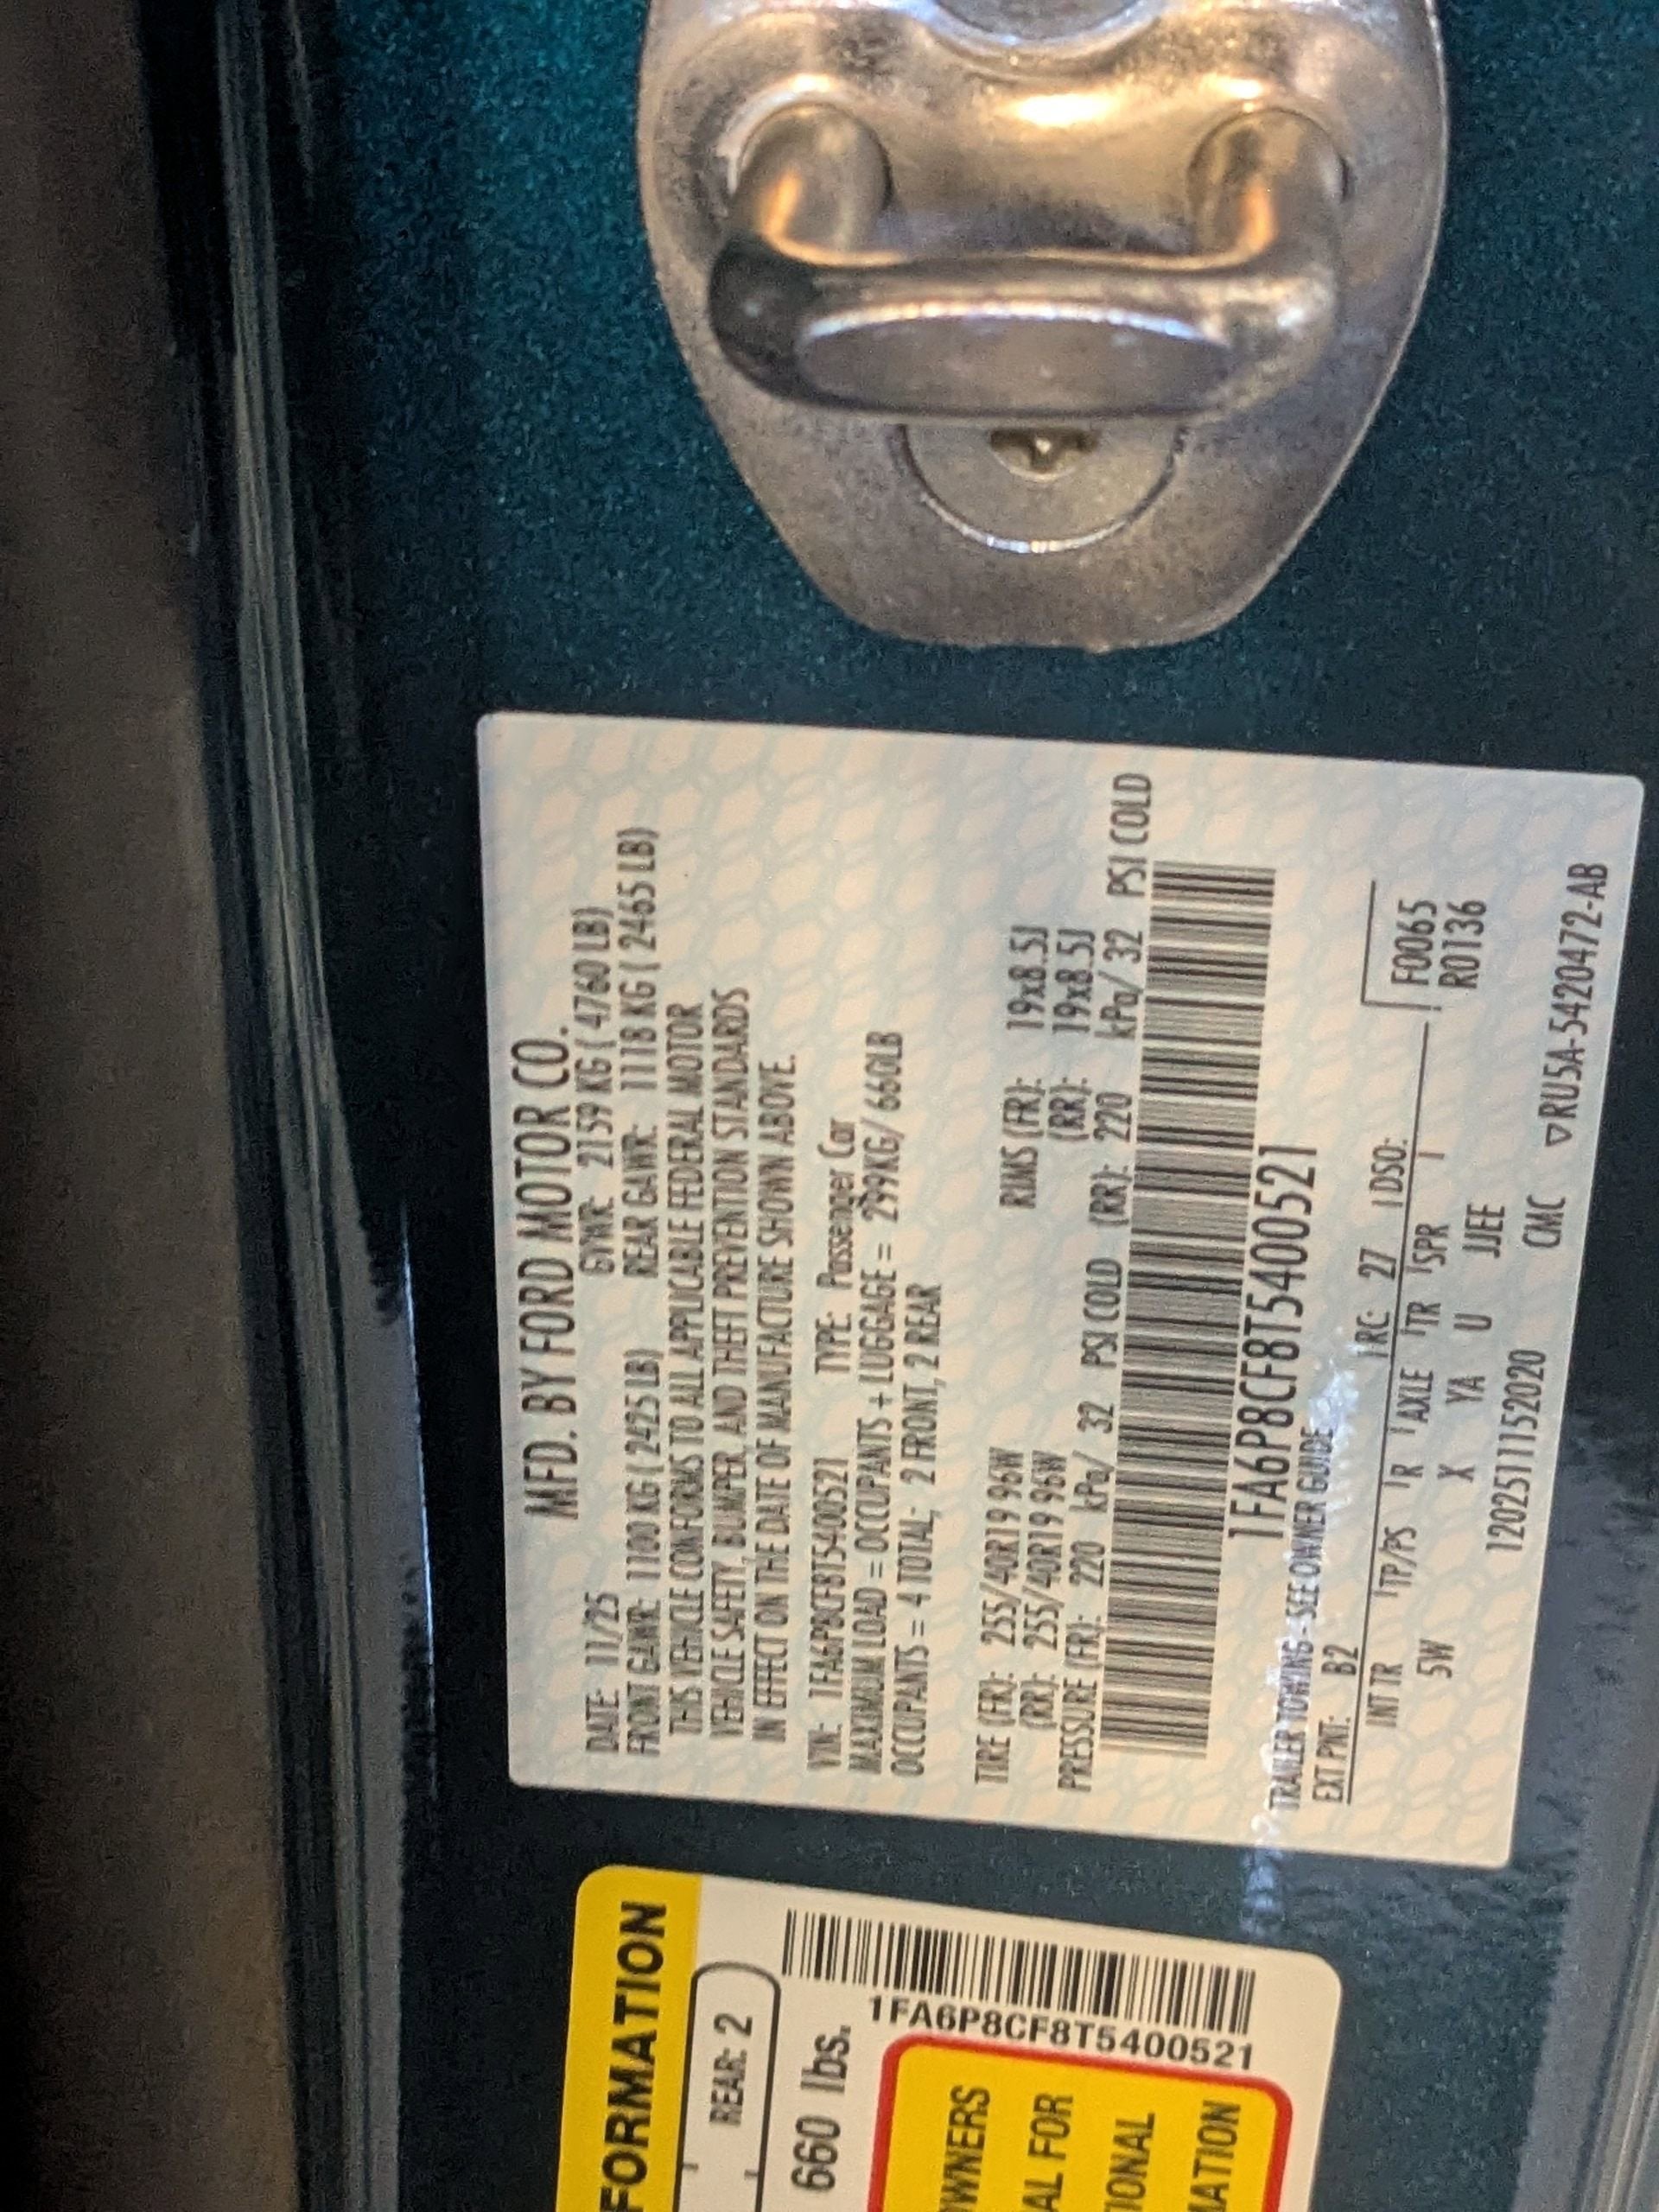 MFD. BY FORD MOTOR CO.
DATE: 11/25 GVWR: 2159 KG ( 4760 LB)
FRONT GAWR: 1100 KG ( 2425 LB) REAR GAWR: 1118 KG ( 2465 LB)
THIS VEHICLE CONFORMS TO ALL APPLICABLE FEDERAL MOTOR
VEHICLE SAFETY, BUMPER, AND THEFT PREVENTION STANDARDS
IN EFFECT ON THE DATE OF MANUFACTURE SHOWN ABOVE.
VIN: 1FA6P8CF8T5400521 TYPE: Passenger Car
MAXIMUM LOAD = OCCUPANTS + LUGGAGE = 299KG/ 660LB
OCCUPANTS = 4 TOTAL; 2 FRONT, 2 REAR
TIRE (FR): 255/40R19 96W RIMS (FR): 19x8.5J
(RR): 255/40R19 96W (RR): 19x8.5J
PRESSURE (FR): 220 kPa/ 32 PSI COLD (RR): 220 kPa/ 32 PSI COLD
1FA6P8CF8T5400521
TRAILER TOWING - SEE OWNER GUIDE
EXT PNT: B2 RC: 27 DSO:
INT TR TP/PS R AXLE TR SPR F0065
5W X YA U JJEE R0136
1202511152020 CMC ▽RU5A-5420472-AB
FORMATION
REAR: 2
660 lbs.
1FA6P8CF8T5400521
OWNERS
AL FOR
IONAL
MATION